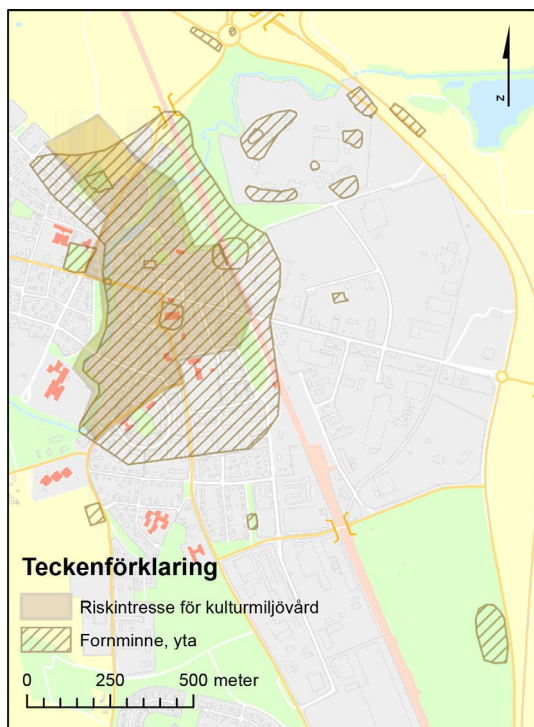 N
Teckenförklaring
Riskintresse för kulturmiljövård
Fornminne, yta
0 250 500 meter